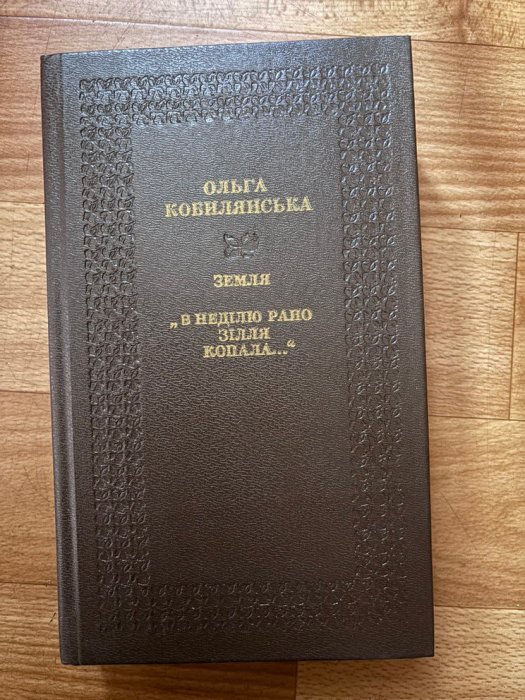 ОЛЬГА
КОБИЛЯНСЬКА
ЗЕМЛЯ
„В НЕДІЛЮ РАНО
ЗІЛЛЯ
КОПАЛА...“